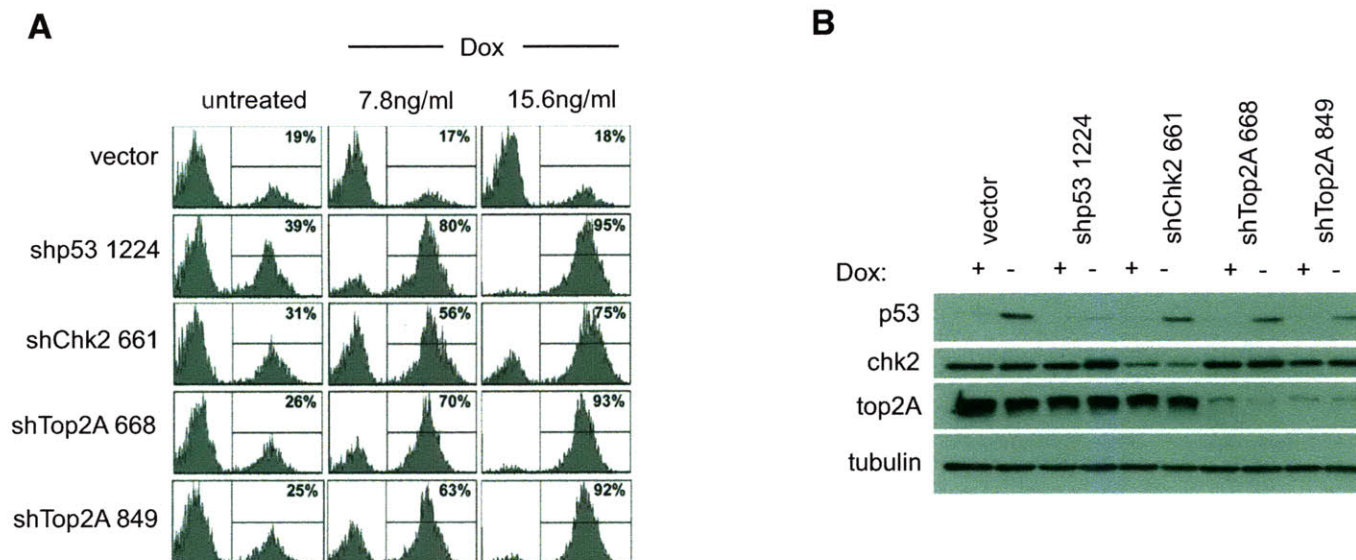 A
Dox
untreated 7.8ng/ml 15.6ng/ml
vector 19% 17% 18%
shp53 1224 39% 80% 95%
shChk2 661 31% 56% 75%
shTop2A 668 26% 70% 93%
shTop2A 849 25% 63% 92%
B
vector shp53 1224 shChk2 661 shTop2A 668 shTop2A 849
Dox: + - + - + - + - + -
p53
chk2
top2A
tubulin